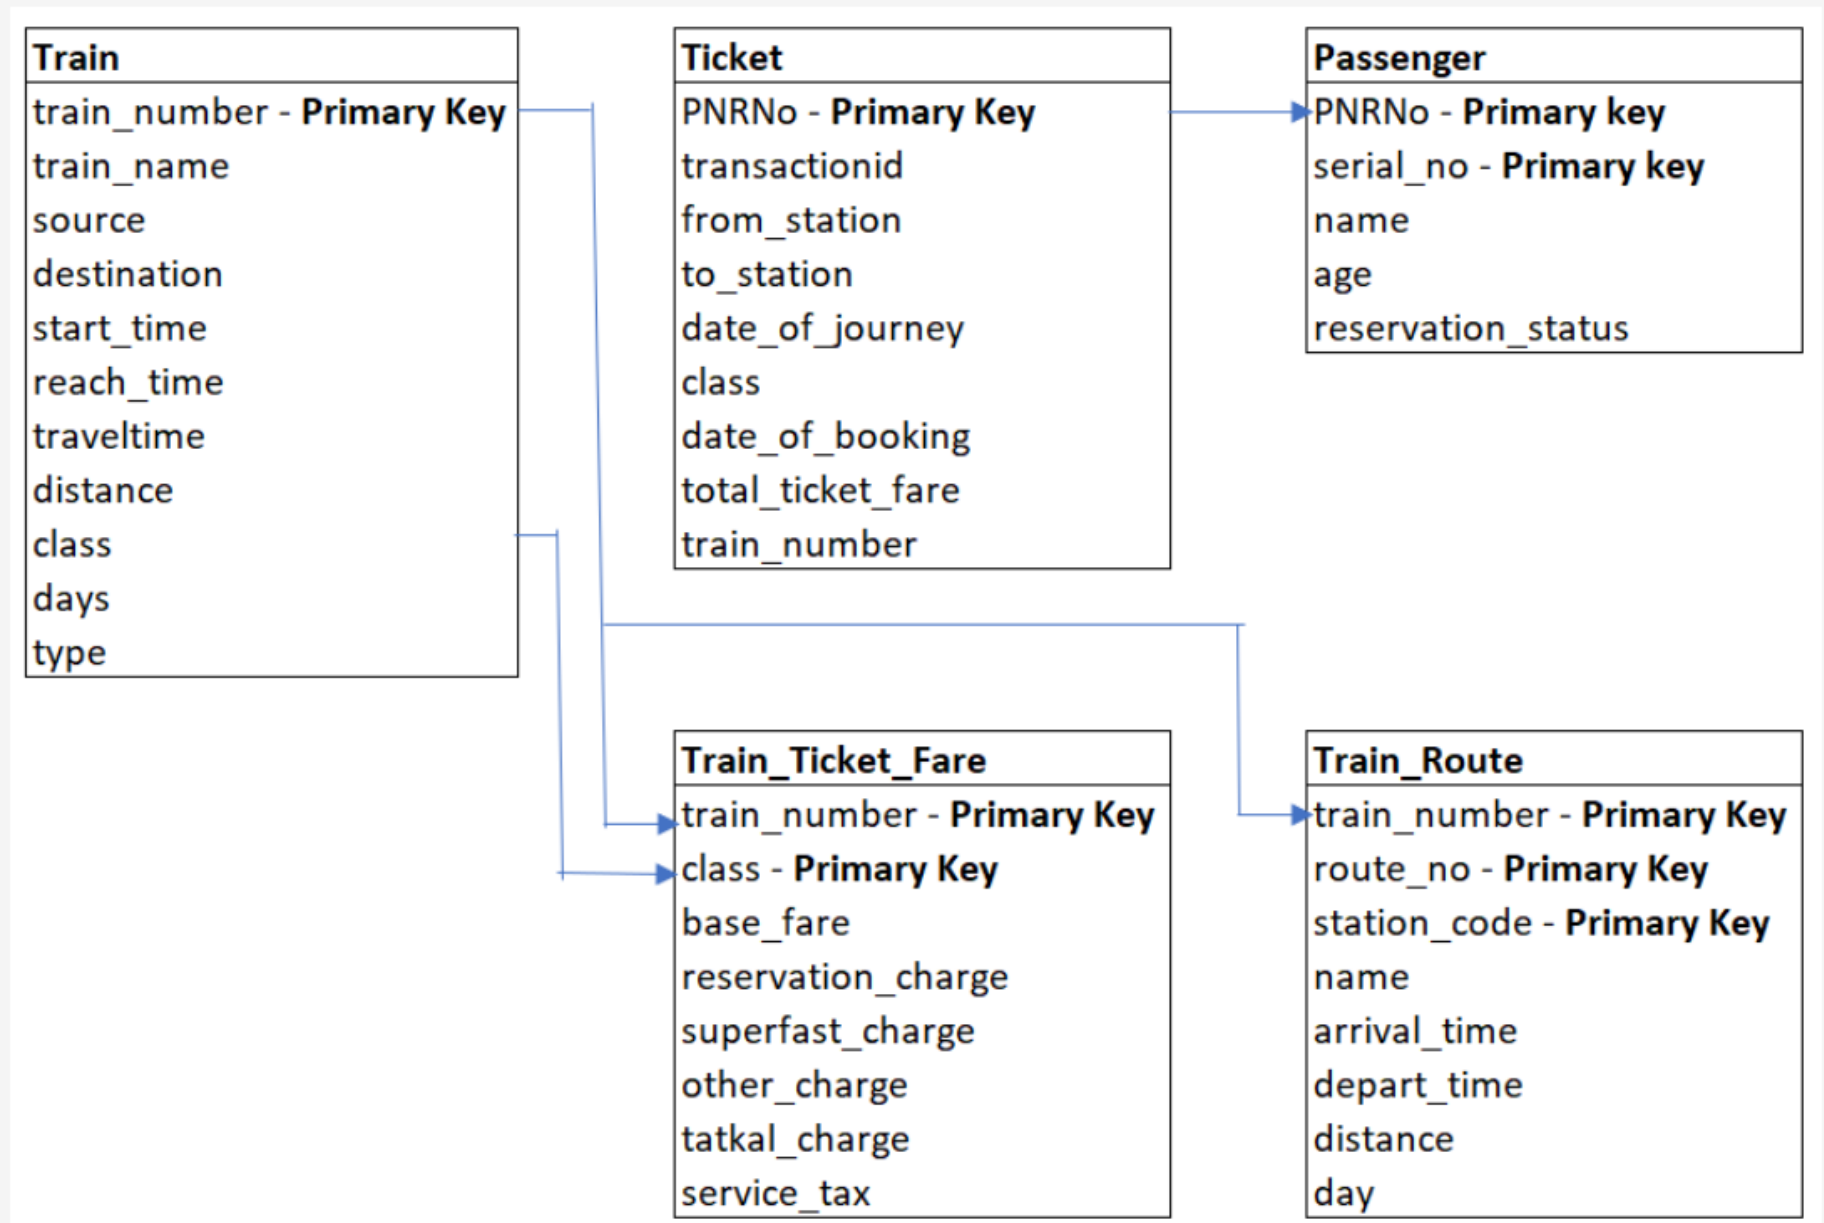 Train
train_number - Primary Key
train_name
source
destination
start_time
reach_time
traveltime
distance
class
days
type
Ticket
PNRNo - Primary Key
transactionid
from_station
to_station
date_of_journey
class
date_of_booking
total_ticket_fare
train_number
Passenger
PNRNo - Primary key
serial_no - Primary key
name
age
reservation_status
Train_Ticket_Fare
train_number - Primary Key
class - Primary Key
base_fare
reservation_charge
superfast_charge
other_charge
tatkal_charge
service_tax
Train_Route
train_number - Primary Key
route_no - Primary Key
station_code - Primary Key
name
arrival_time
depart_time
distance
day